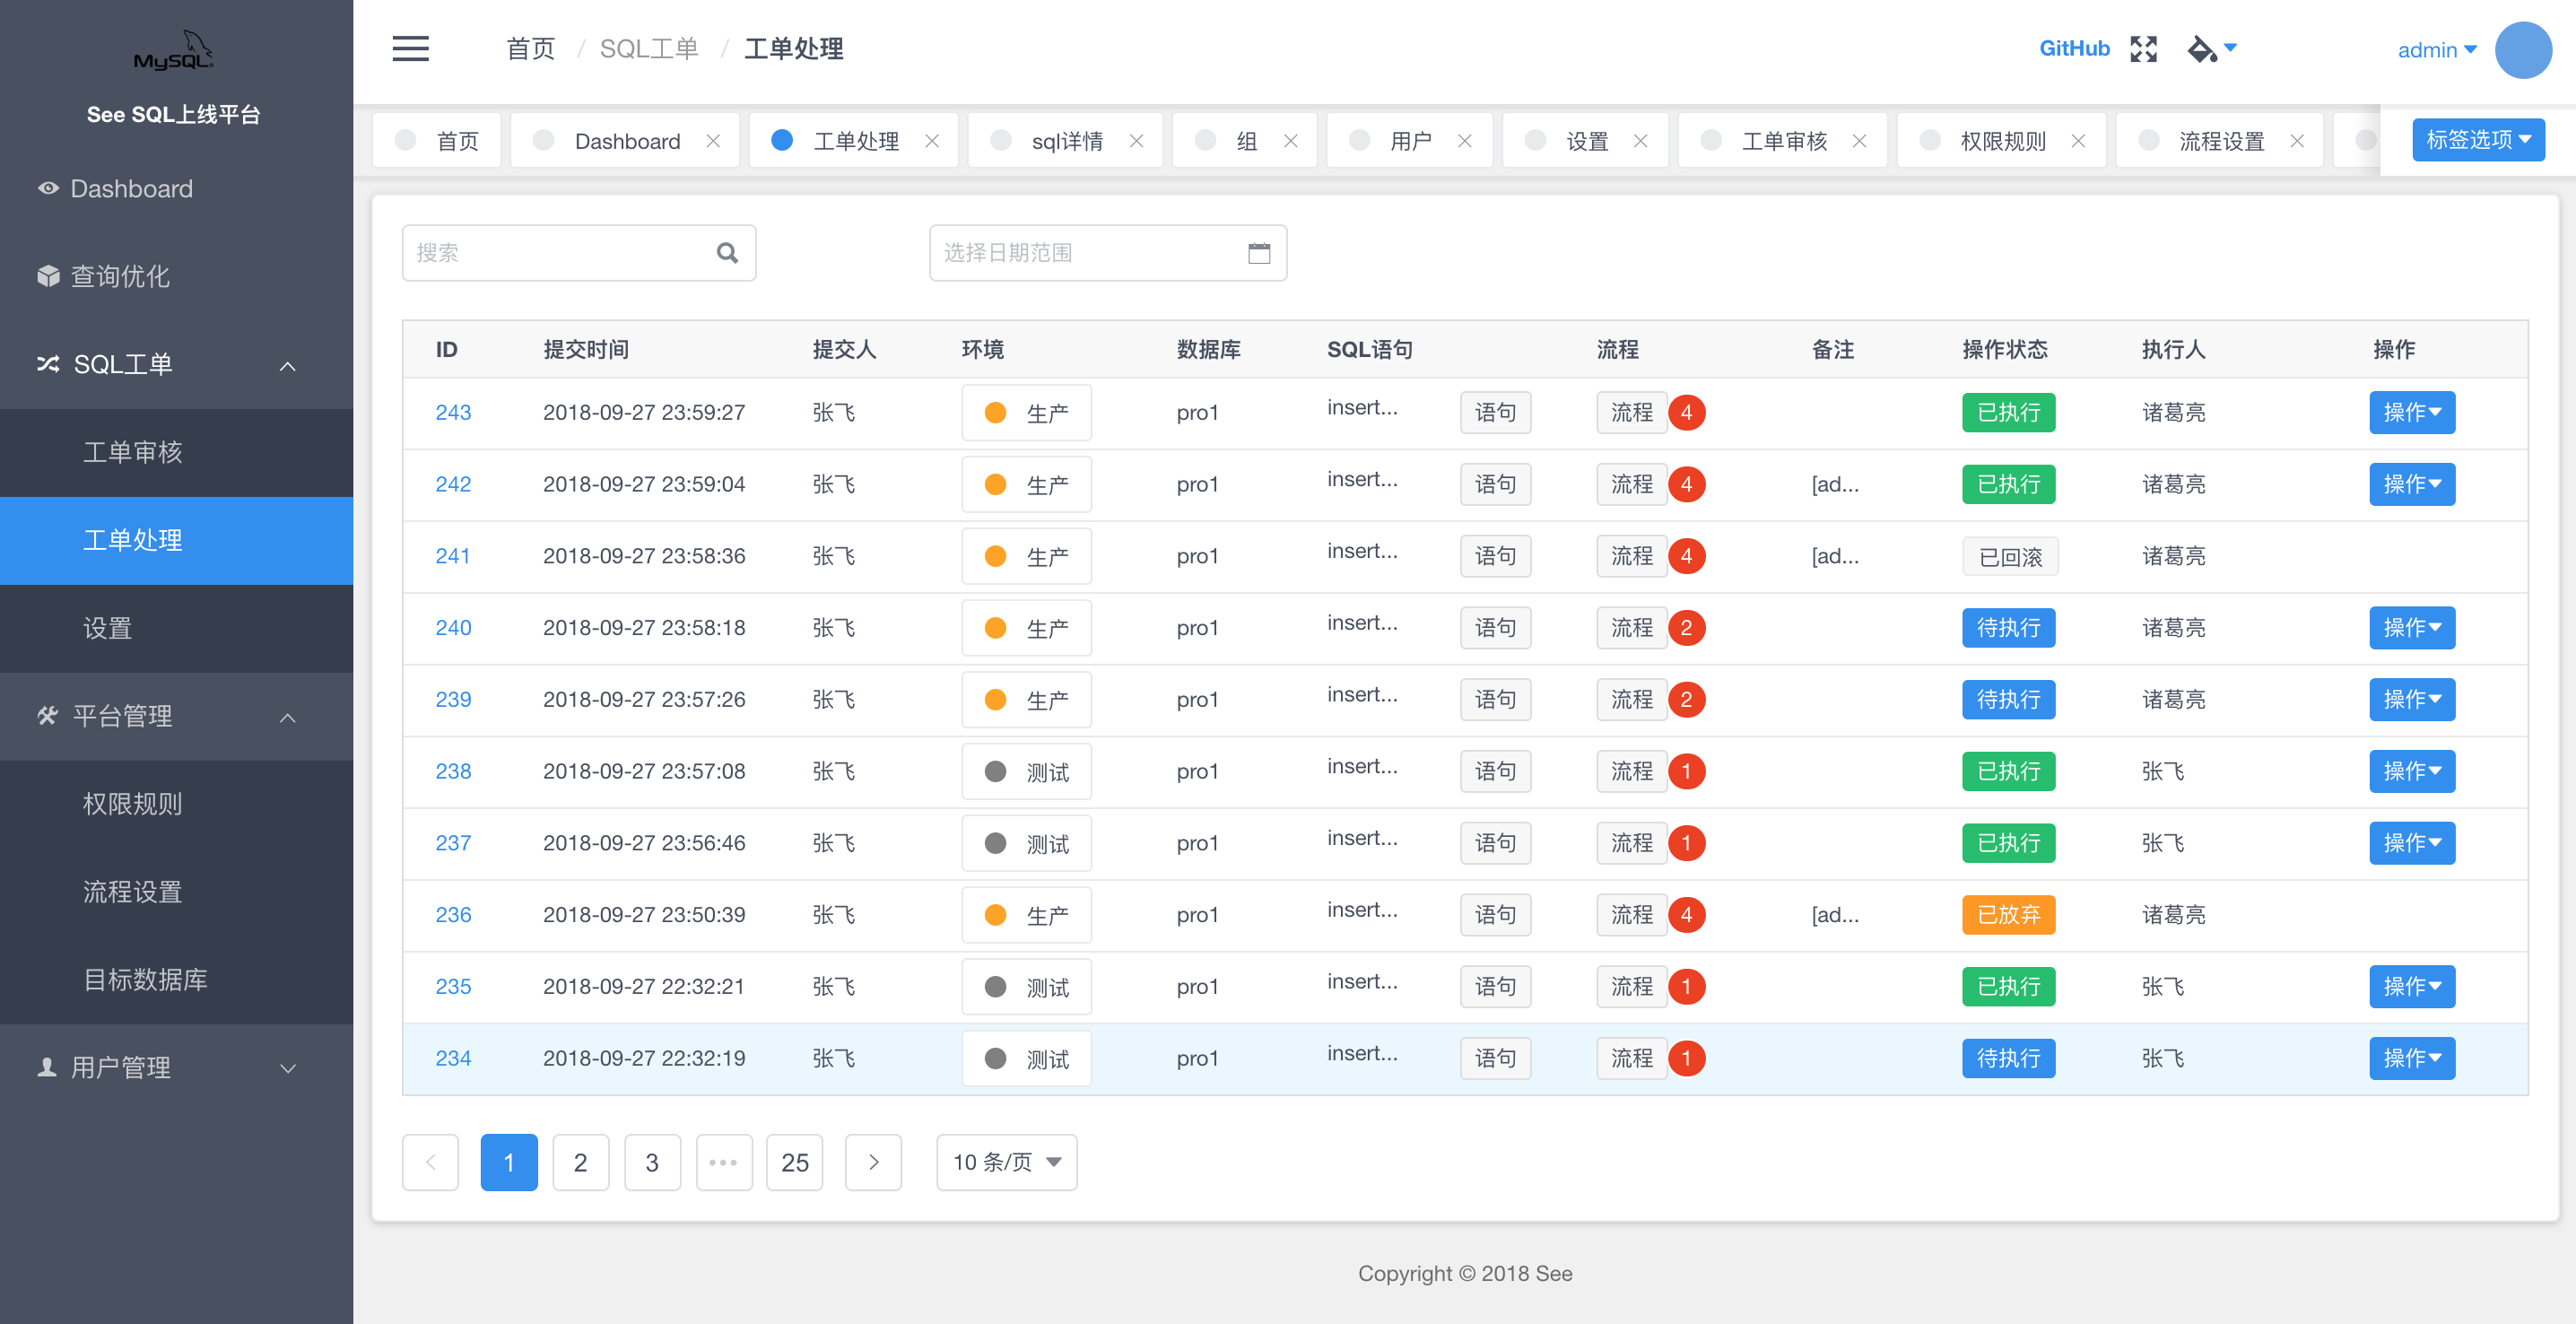 MySQL
See SQL上线平台
Dashboard
查询优化
SQL工单
工单审核
工单处理
设置
平台管理
权限规则
流程设置
目标数据库
用户管理
首页 / SQL工单 / 工单处理
GitHub
admin
首页 Dashboard 工单处理 sql详情 组 用户 设置 工单审核 权限规则 流程设置 标签选项
搜索 选择日期范围
ID 提交时间 提交人 环境 数据库 SQL语句 流程 备注 操作状态 执行人 操作
243 2018-09-27 23:59:27 张飞 生产 pro1 insert... 语句 流程 4 已执行 诸葛亮 操作
242 2018-09-27 23:59:04 张飞 生产 pro1 insert... 语句 流程 4 [ad... 已执行 诸葛亮 操作
241 2018-09-27 23:58:36 张飞 生产 pro1 insert... 语句 流程 4 [ad... 已回滚 诸葛亮
240 2018-09-27 23:58:18 张飞 生产 pro1 insert... 语句 流程 2 待执行 诸葛亮 操作
239 2018-09-27 23:57:26 张飞 生产 pro1 insert... 语句 流程 2 待执行 诸葛亮 操作
238 2018-09-27 23:57:08 张飞 测试 pro1 insert... 语句 流程 1 已执行 张飞 操作
237 2018-09-27 23:56:46 张飞 测试 pro1 insert... 语句 流程 1 已执行 张飞 操作
236 2018-09-27 23:50:39 张飞 生产 pro1 insert... 语句 流程 4 [ad... 已放弃 诸葛亮
235 2018-09-27 22:32:21 张飞 测试 pro1 insert... 语句 流程 1 已执行 张飞 操作
234 2018-09-27 22:32:19 张飞 测试 pro1 insert... 语句 流程 1 待执行 张飞 操作
1 2 3 ••• 25 10 条/页
Copyright © 2018 See